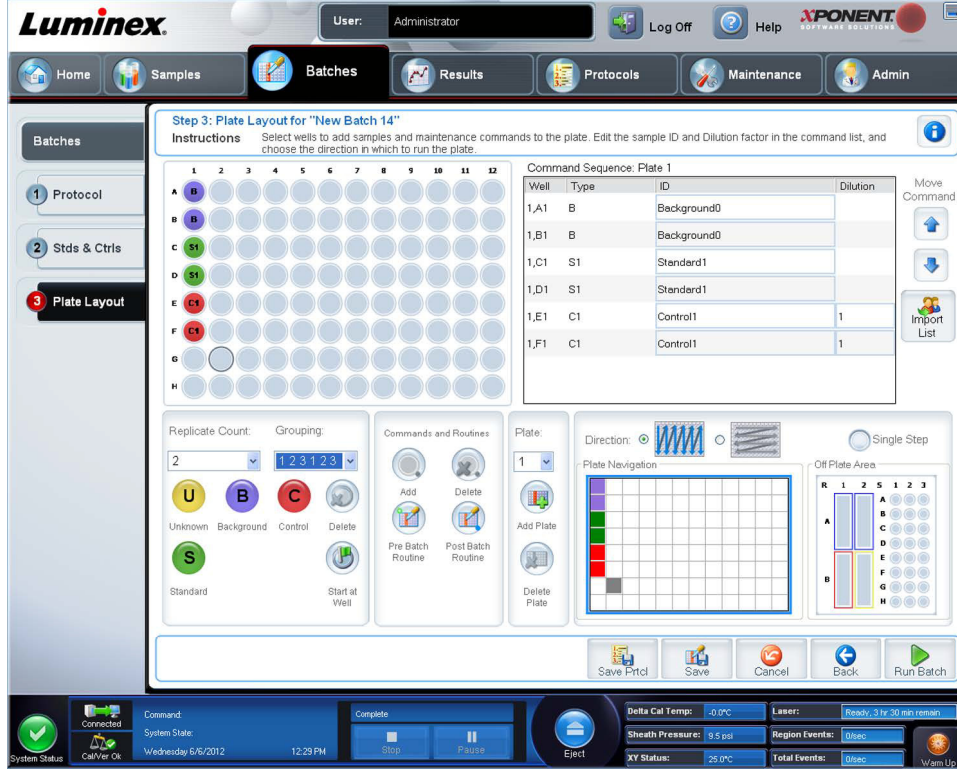 Luminex.
User: Administrator
Log Off
Help
XPONENT.
SOFTWARE SOLUTIONS
Home
Samples
Batches
Results
Protocols
Maintenance
Admin
Batches
1 Protocol
2 Stds & Ctrls
3 Plate Layout
Step 3: Plate Layout for "New Batch 14"
Instructions Select wells to add samples and maintenance commands to the plate. Edit the sample ID and Dilution factor in the command list, and
choose the direction in which to run the plate.
1 2 3 4 5 6 7 8 9 10 11 12
A B
B B
C S1
D S1
E C1
F C1
G
H
Command Sequence: Plate 1
Well Type ID Dilution
1,A1 B Background0
1,B1 B Background0
1,C1 S1 Standard1
1,D1 S1 Standard1
1,E1 C1 Control1 1
1,F1 C1 Control1 1
Move
Command
Import
List
Replicate Count: Grouping:
2 1 2 3 1 2 3
U B C
Unknown Background Control Delete
S
Standard Start at
Well
Commands and Routines
Add Delete
Pre Batch
Routine
Post Batch
Routine
Plate:
1
Add Plate
Delete
Plate
Direction:
Single Step
Plate Navigation
Off Plate Area
R 1 2 S 1 2 3
A
B
A
B
C
D
E
F
G
H
Save Prtcl
Save
Cancel
Back
Run Batch
System Status
Connected
Cal/Ver Ok
Command:
System State:
Wednesday 6/6/2012 12:29 PM
Complete
Stop
Pause
Eject
Delta Cal Temp: -0.0°C
Sheath Pressure: 9.5 psi
XY Status: 25.0°C
Laser: Ready, 3 hr 30 min remain
Region Events: 0/sec
Total Events: 0/sec
Warm Up